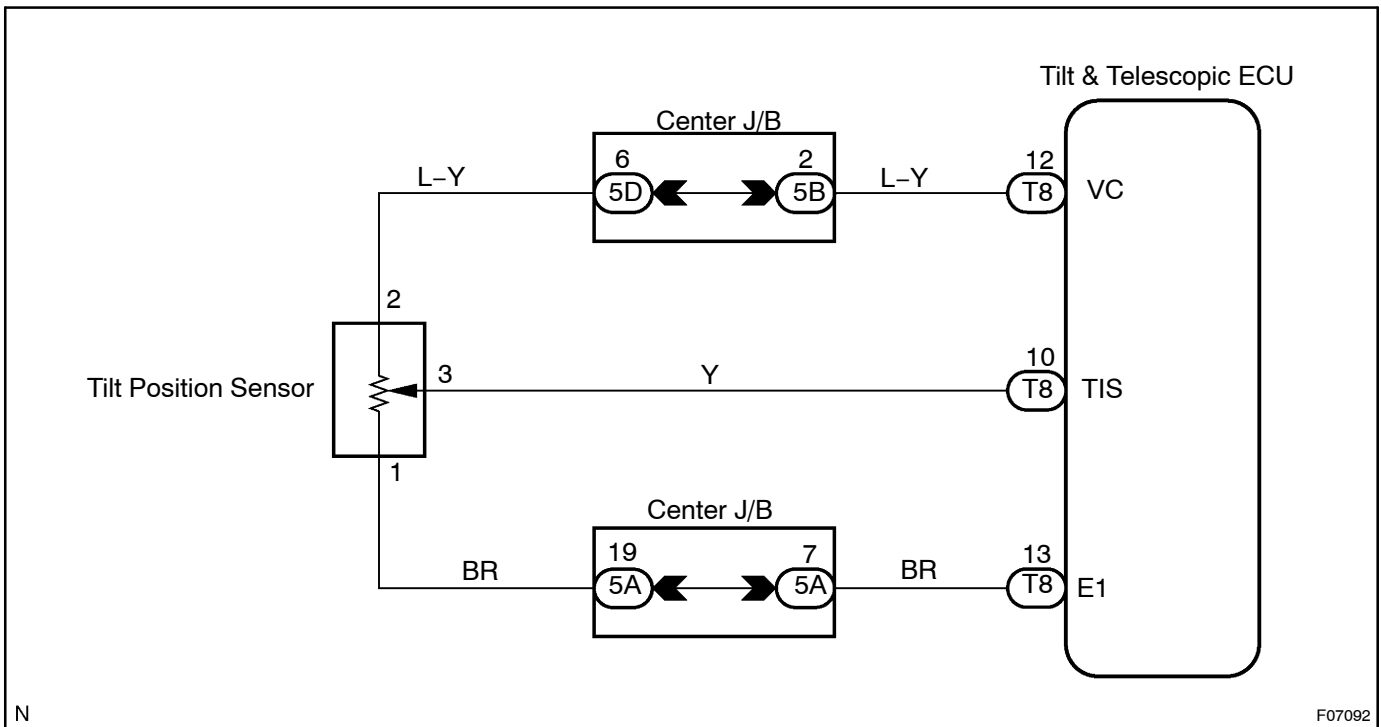 Tilt & Telescopic ECU
Center J/B
6
2
12
L−Y
5D
5B
L−Y
T8
VC
2
Tilt Position Sensor
3
Y
10
T8
TIS
1
Center J/B
19
7
13
BR
5A
5A
BR
T8
E1
N
F07092